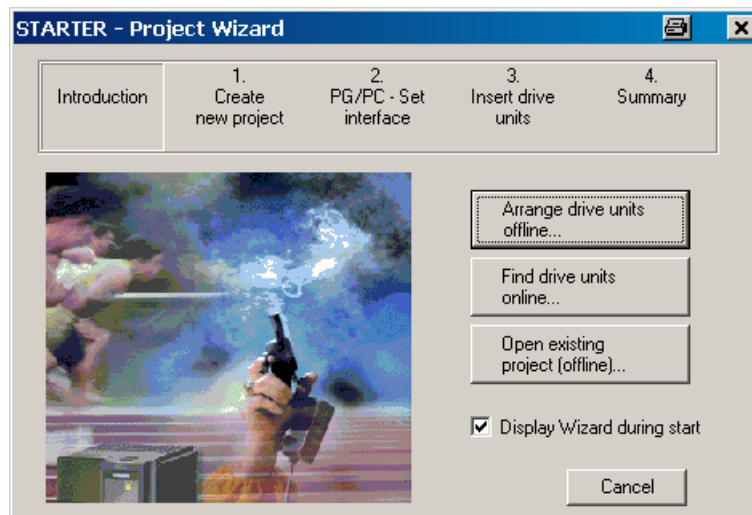 STARTER - Project Wizard
Introduction
1.
Create
new project
2.
PG/PC - Set
interface
3.
Insert drive
units
4.
Summary
Arrange drive units
offline...
Find drive units
online...
Open existing
project (offline)...
Display Wizard during start
Cancel